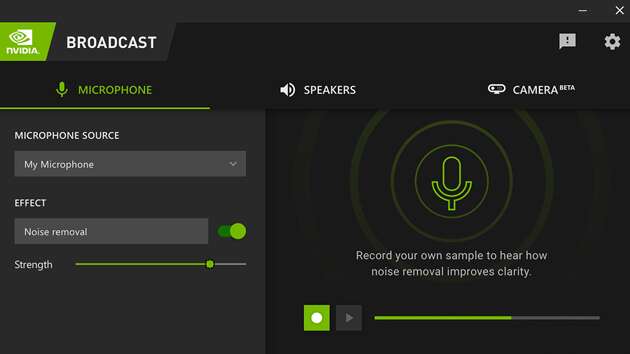 NVIDIA.
BROADCAST
MICROPHONE
SPEAKERS
CAMERA BETA
MICROPHONE SOURCE
My Microphone
EFFECT
Noise removal
Strength
Record your own sample to hear how
noise removal improves clarity.